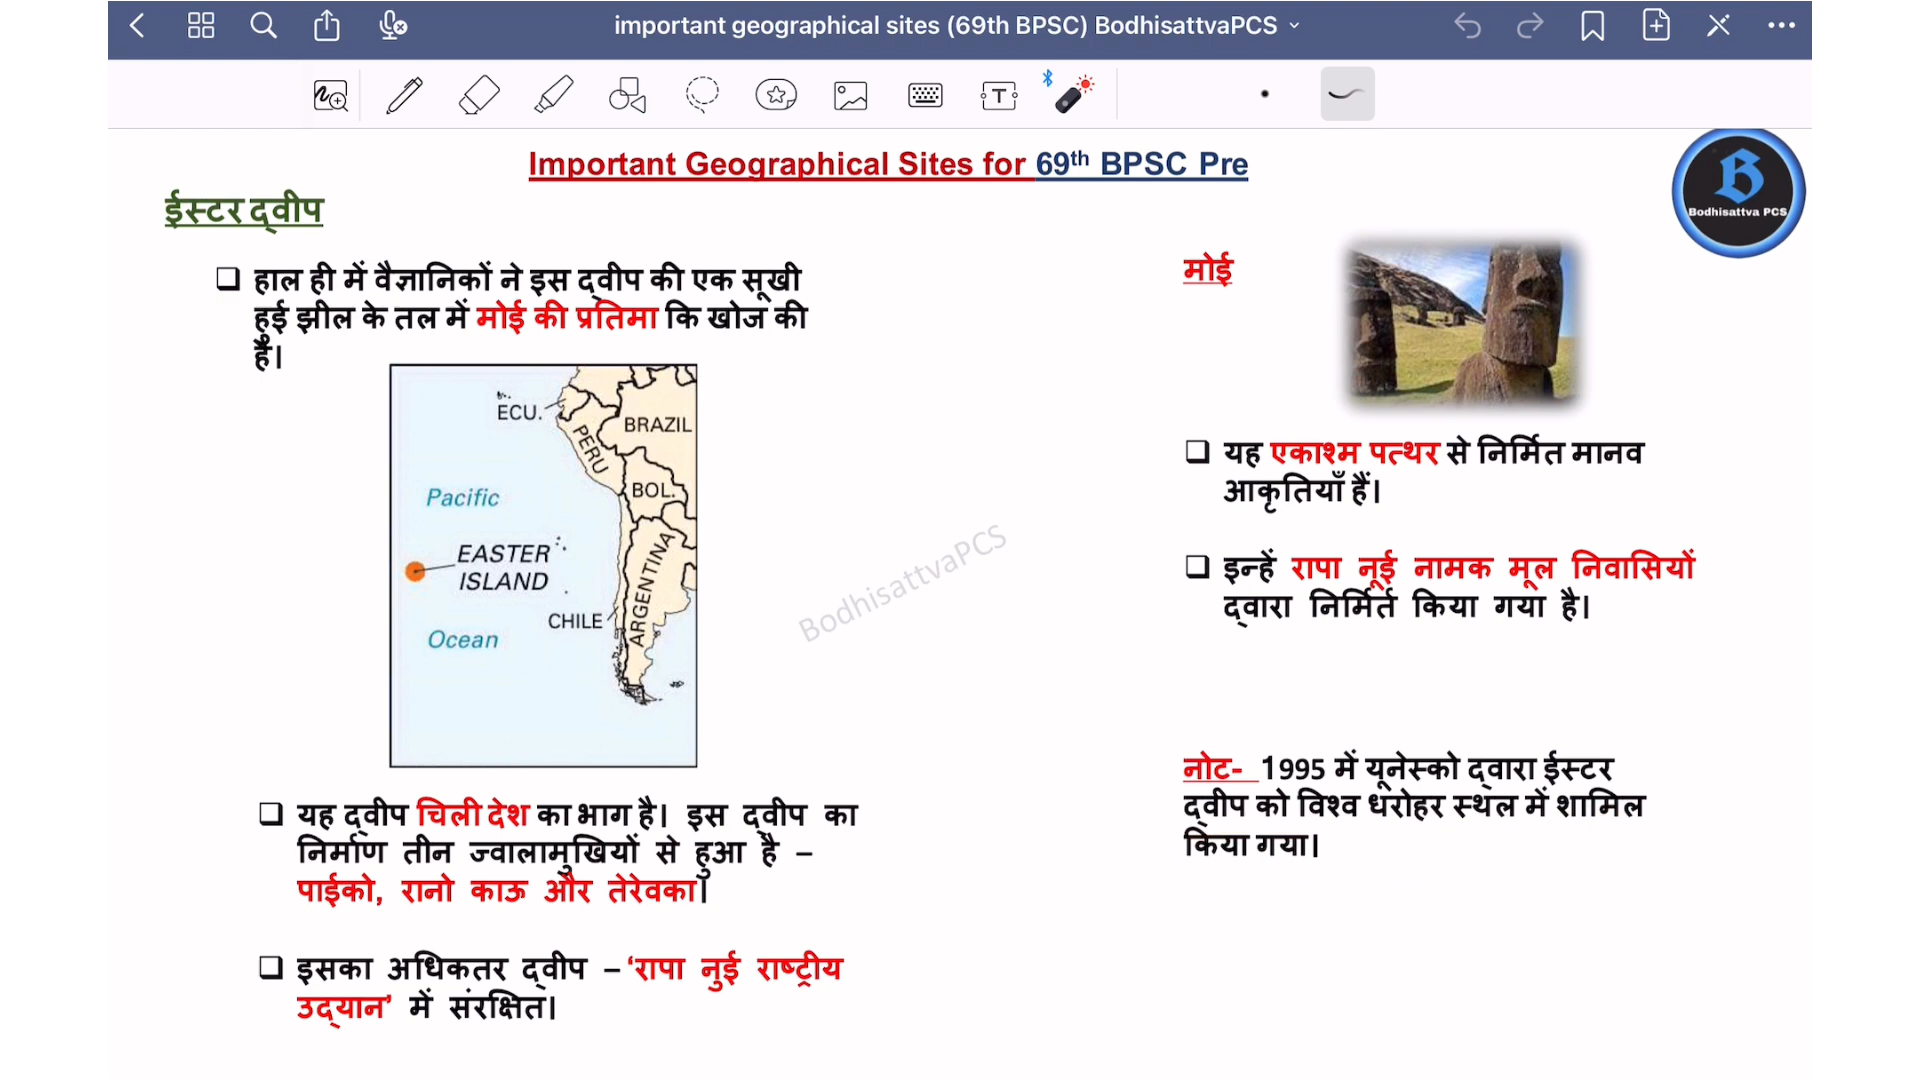 important geographical sites (69th BPSC) BodhisattvaPCS
T
Important Geographical Sites for 69th BPSC Pre
B
Bodhisattva PCS
ईस्टर द्वीप
हाल ही में वैज्ञानिकों ने इस द्वीप की एक सूखी
हुई झील के तल में मोई की प्रतिमा कि खोज की
है।
ECU.
BRAZIL
PERU
BOL.
Pacific
EASTER
ISLAND
CHILE
ARGENTINA
Ocean
यह द्वीप चिली देश का भाग है। इस द्वीप का
निर्माण तीन ज्वालामुखियों से हुआ है –
पाईको, रानो काऊ और तेरेवका।
इसका अधिकतर द्वीप – ‘रापा नुई राष्ट्रीय
उद्यान’ में संरक्षित।
BodhisattvaPCS
मोई
यह एकाश्म पत्थर से निर्मित मानव
आकृतियाँ हैं।
इन्हें रापा नूई नामक मूल निवासियों
द्वारा निर्मित किया गया है।
नोट- 1995 में यूनेस्को द्वारा ईस्टर
द्वीप को विश्व धरोहर स्थल में शामिल
किया गया।